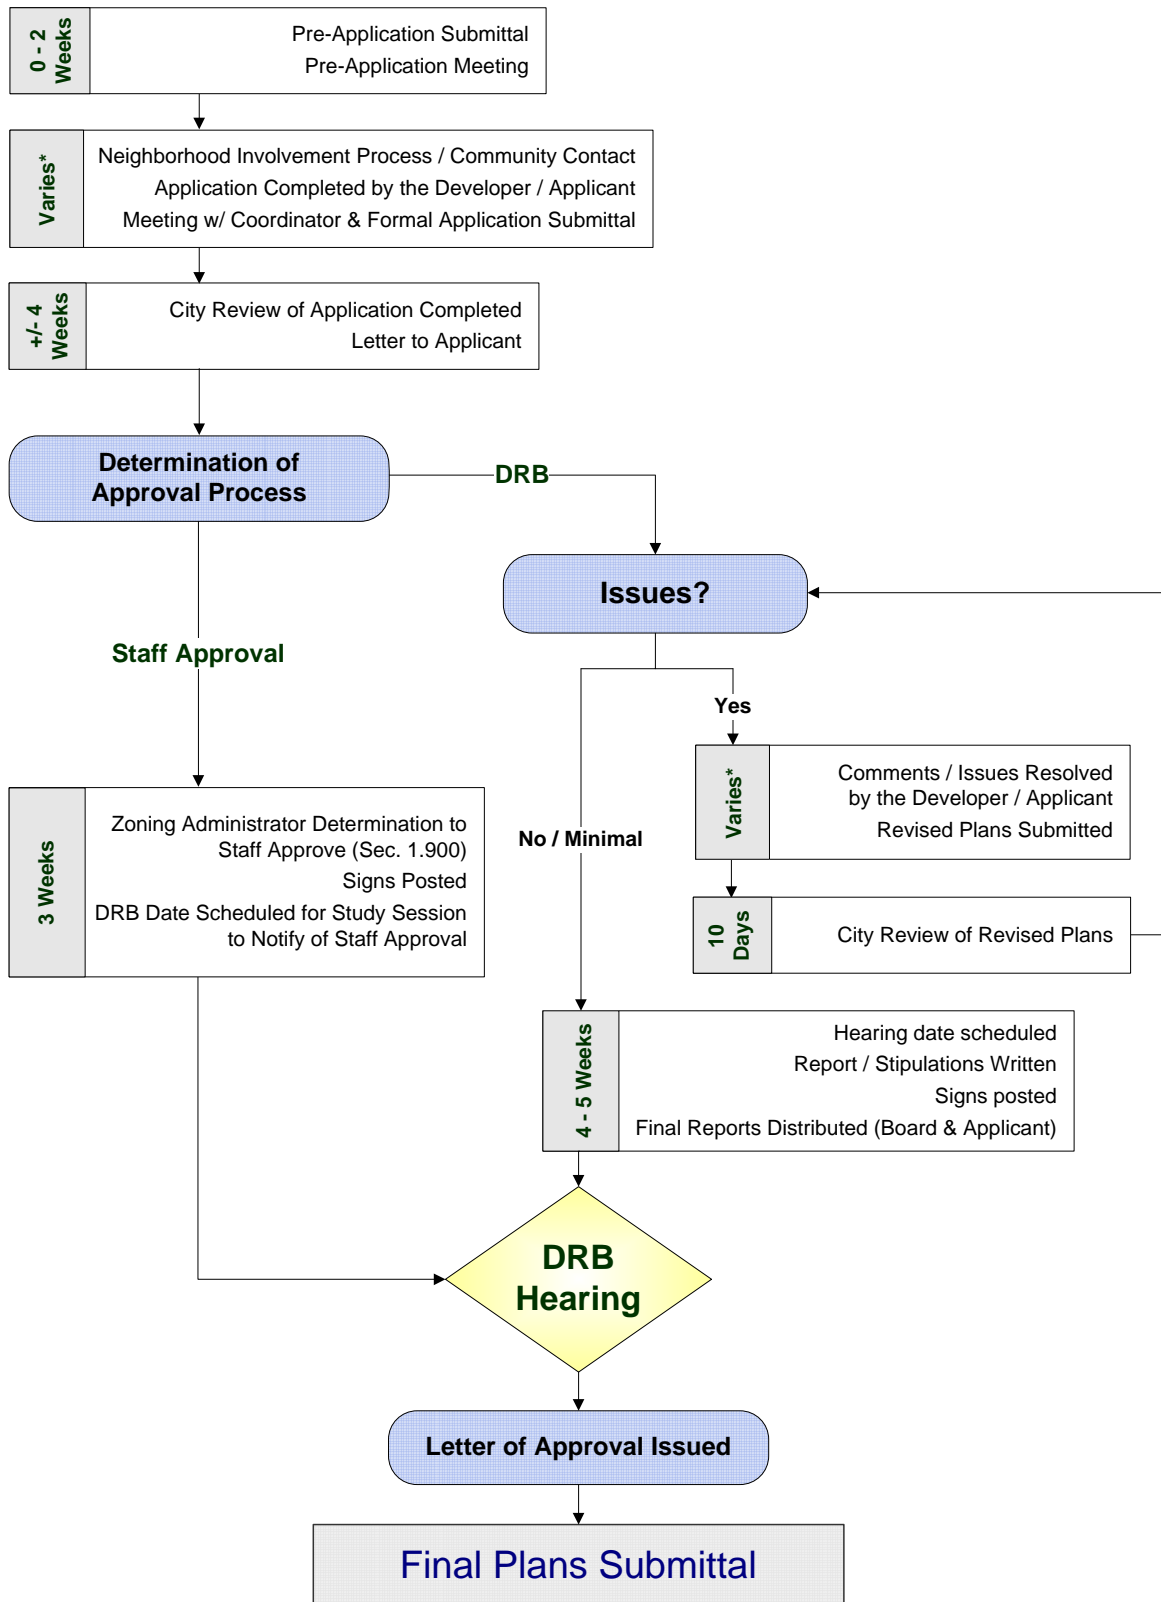 0 - 2
Weeks
Pre-Application Submittal
Pre-Application Meeting
Varies*
Neighborhood Involvement Process / Community Contact
Application Completed by the Developer / Applicant
Meeting w/ Coordinator & Formal Application Submittal
+/- 4
Weeks
City Review of Application Completed
Letter to Applicant
Determination of
Approval Process
DRB
Issues?
Staff Approval
Yes
No / Minimal
Varies*
Comments / Issues Resolved
by the Developer / Applicant
Revised Plans Submitted
3 Weeks
Zoning Administrator Determination to
Staff Approve (Sec. 1.900)
Signs Posted
DRB Date Scheduled for Study Session
to Notify of Staff Approval
10
Days
City Review of Revised Plans
4 - 5 Weeks
Hearing date scheduled
Report / Stipulations Written
Signs posted
Final Reports Distributed (Board & Applicant)
DRB
Hearing
Letter of Approval Issued
Final Plans Submittal